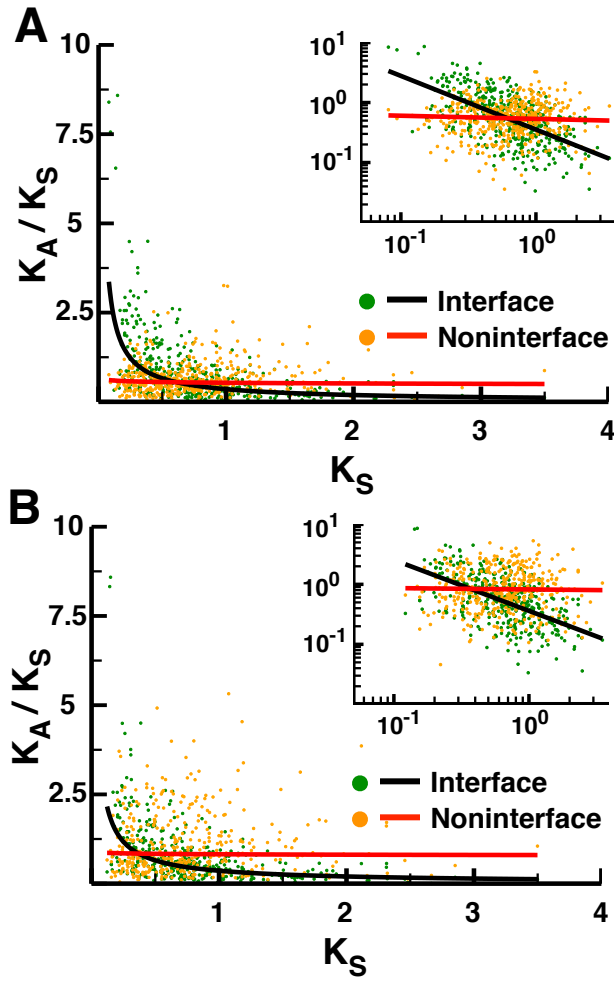 A
10
7.5
5
2.5
K_A / K_S
1 2 3 4
K_S
10^1
10^0
10^-1
10^-1 10^0
Interface
Noninterface
B
10
7.5
5
2.5
K_A / K_S
1 2 3 4
K_S
10^1
10^0
10^-1
10^-1 10^0
Interface
Noninterface